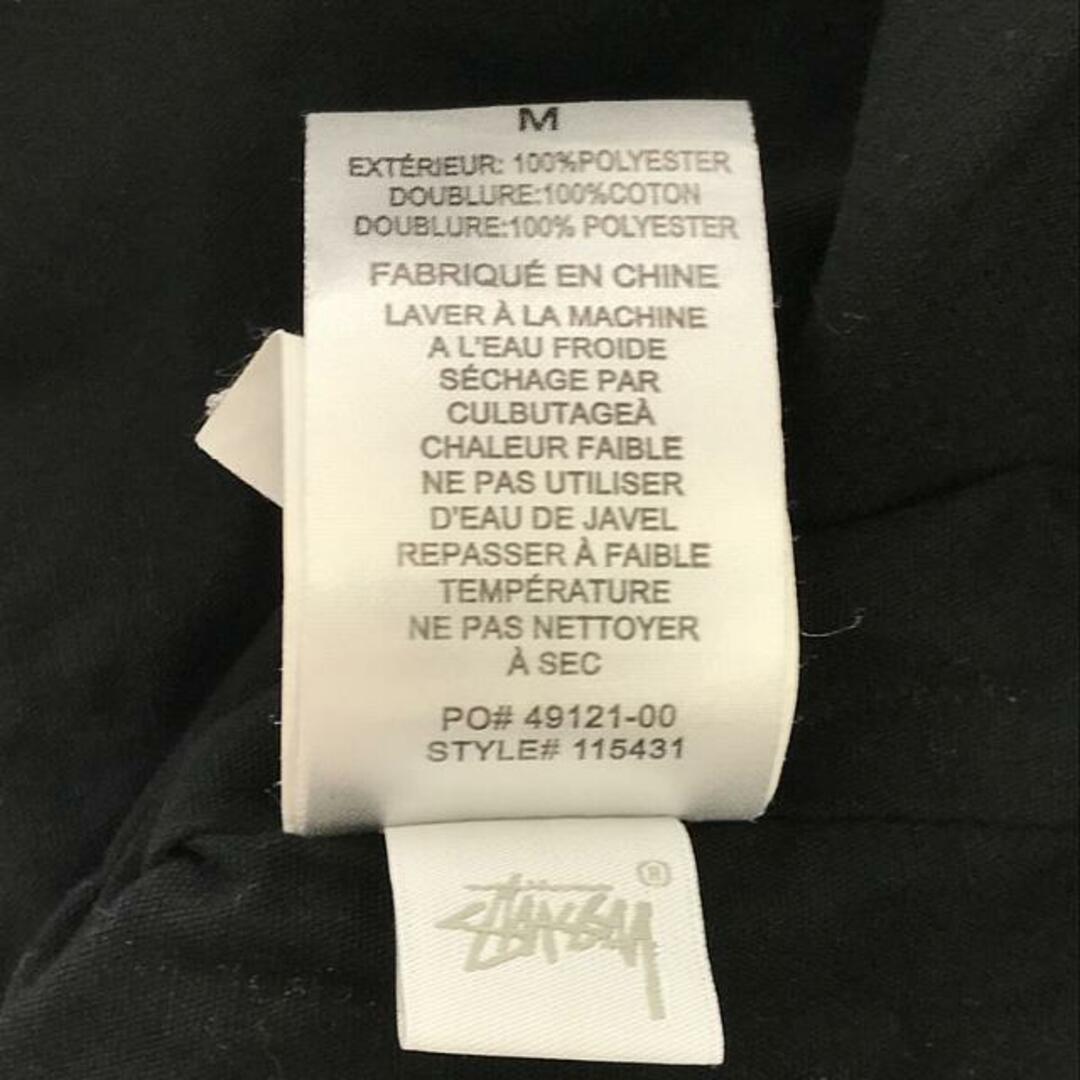 M
EXTÉRIEUR: 100%POLYESTER
DOUBLURE:100%COTON
DOUBLURE:100% POLYESTER
FABRIQUÉ EN CHINE
LAVER À LA MACHINE
A L'EAU FROIDE
SÉCHAGE PAR
CULBUTAGEÀ
CHALEUR FAIBLE
NE PAS UTILISER
D'EAU DE JAVEL
REPASSER À FAIBLE
TEMPÉRATURE
NE PAS NETTOYER
À SEC
PO# 49121-00
STYLE# 115431
Stüssy ®